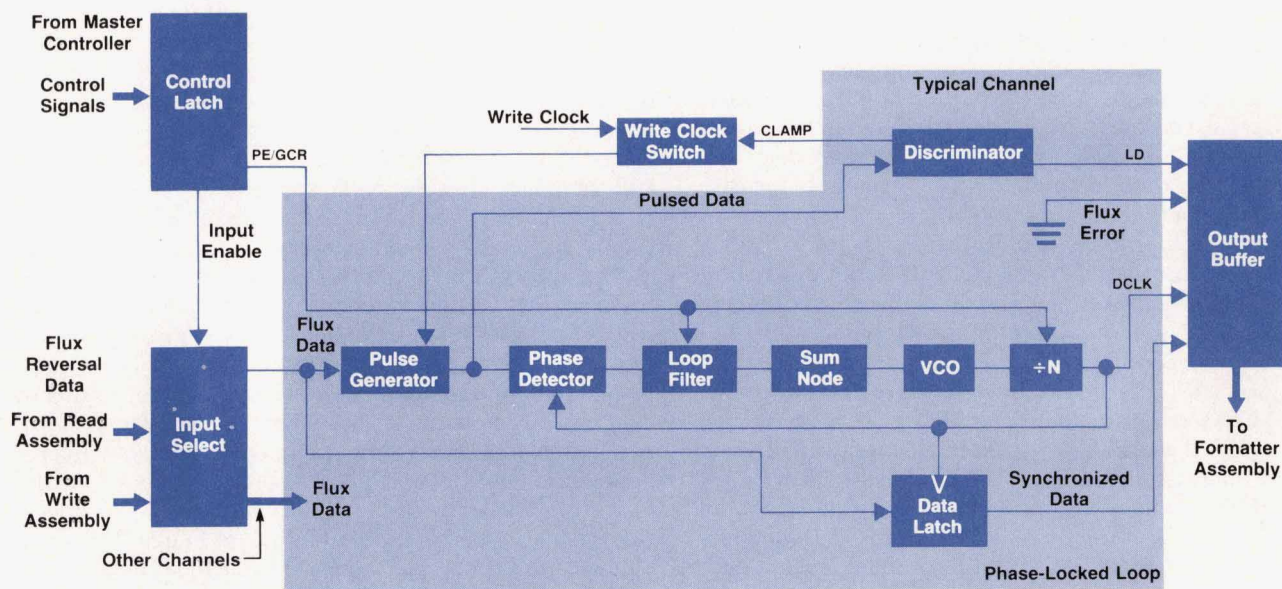 From Master
Controller
Control
Signals
Control
Latch
PE/GCR
Input
Enable
Write Clock
Write Clock
Switch
CLAMP
Typical Channel
Discriminator
LD
Pulsed Data
Flux
Error
Output
Buffer
DCLK
Flux
Reversal
Data
From Read
Assembly
From
Write
Assembly
Input
Select
Flux
Data
Pulse
Generator
Phase
Detector
Loop
Filter
Sum
Node
VCO
÷N
To
Formatter
Assembly
Flux
Data
Other Channels
Data
Latch
Synchronized
Data
Phase-Locked Loop